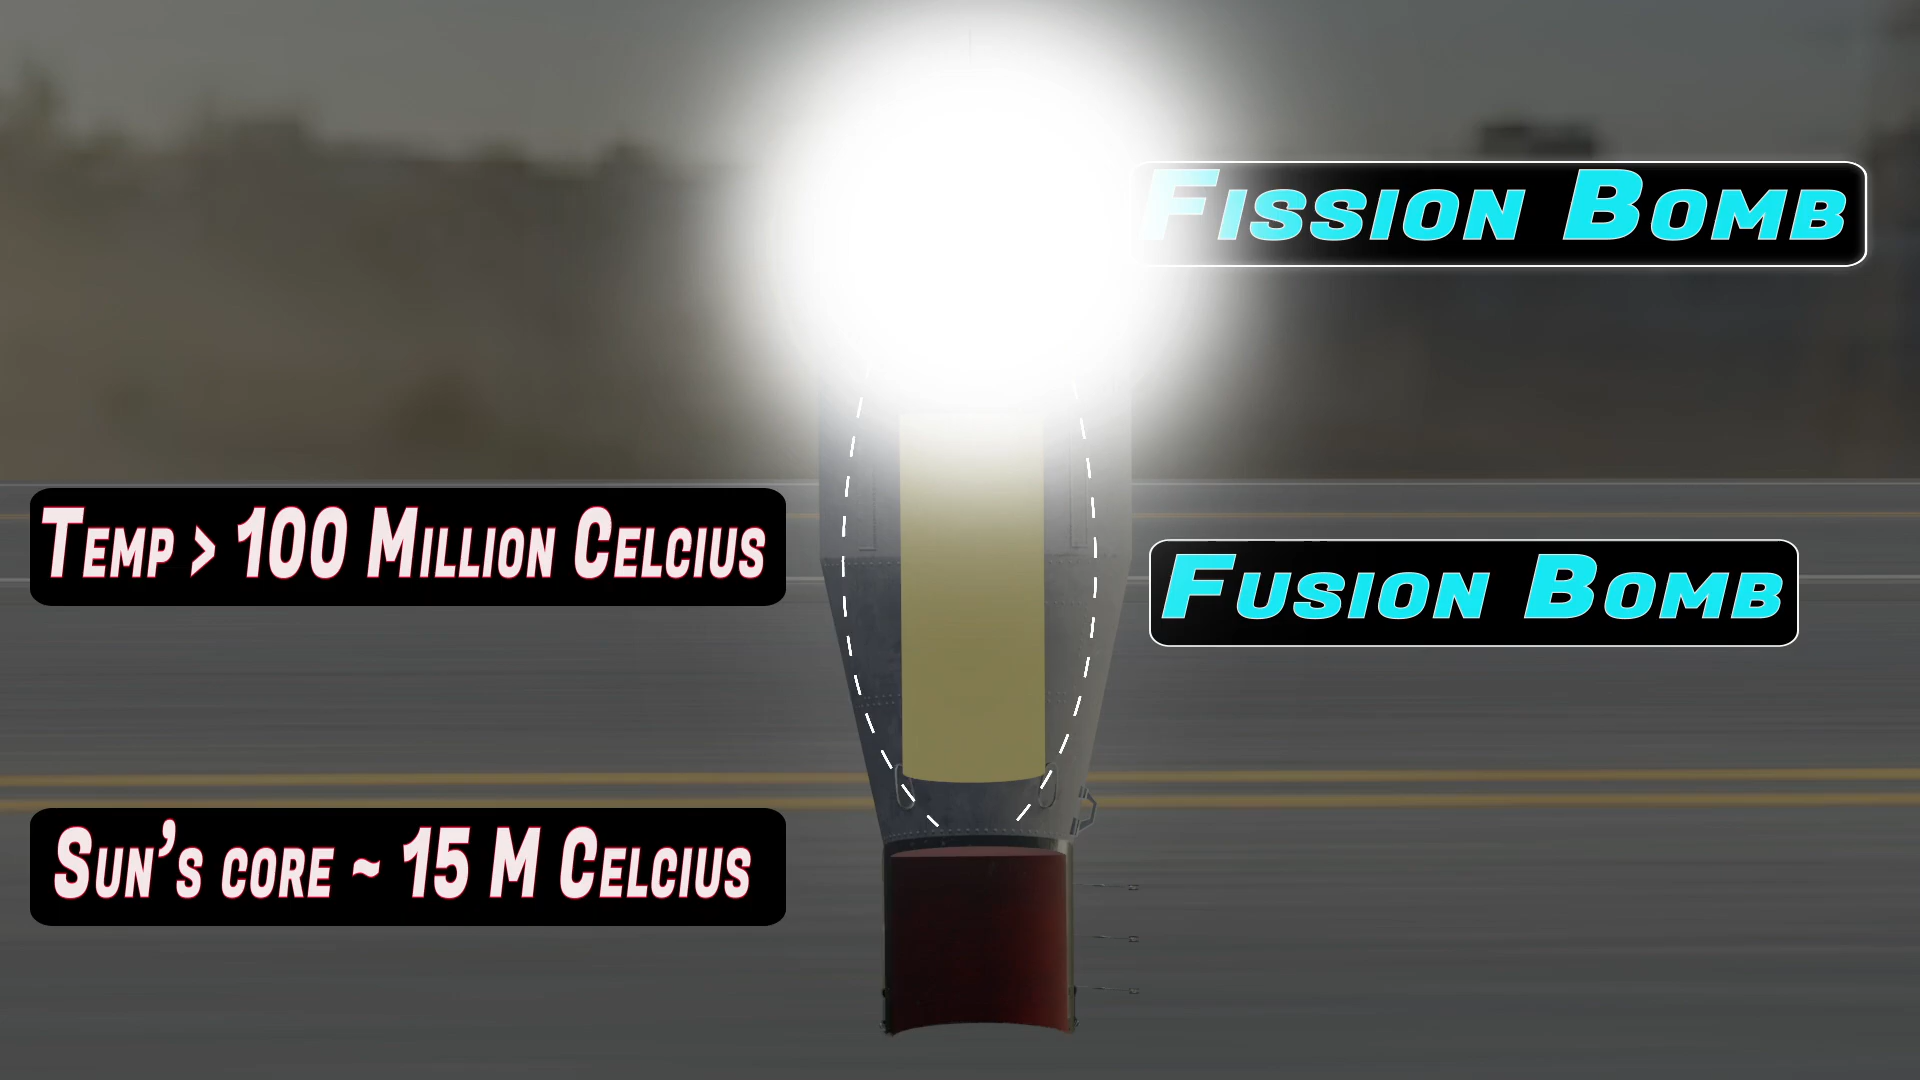 Fission Bomb
Temp > 100 Million Celcius
Fusion Bomb
Sun's core ~ 15 M Celcius